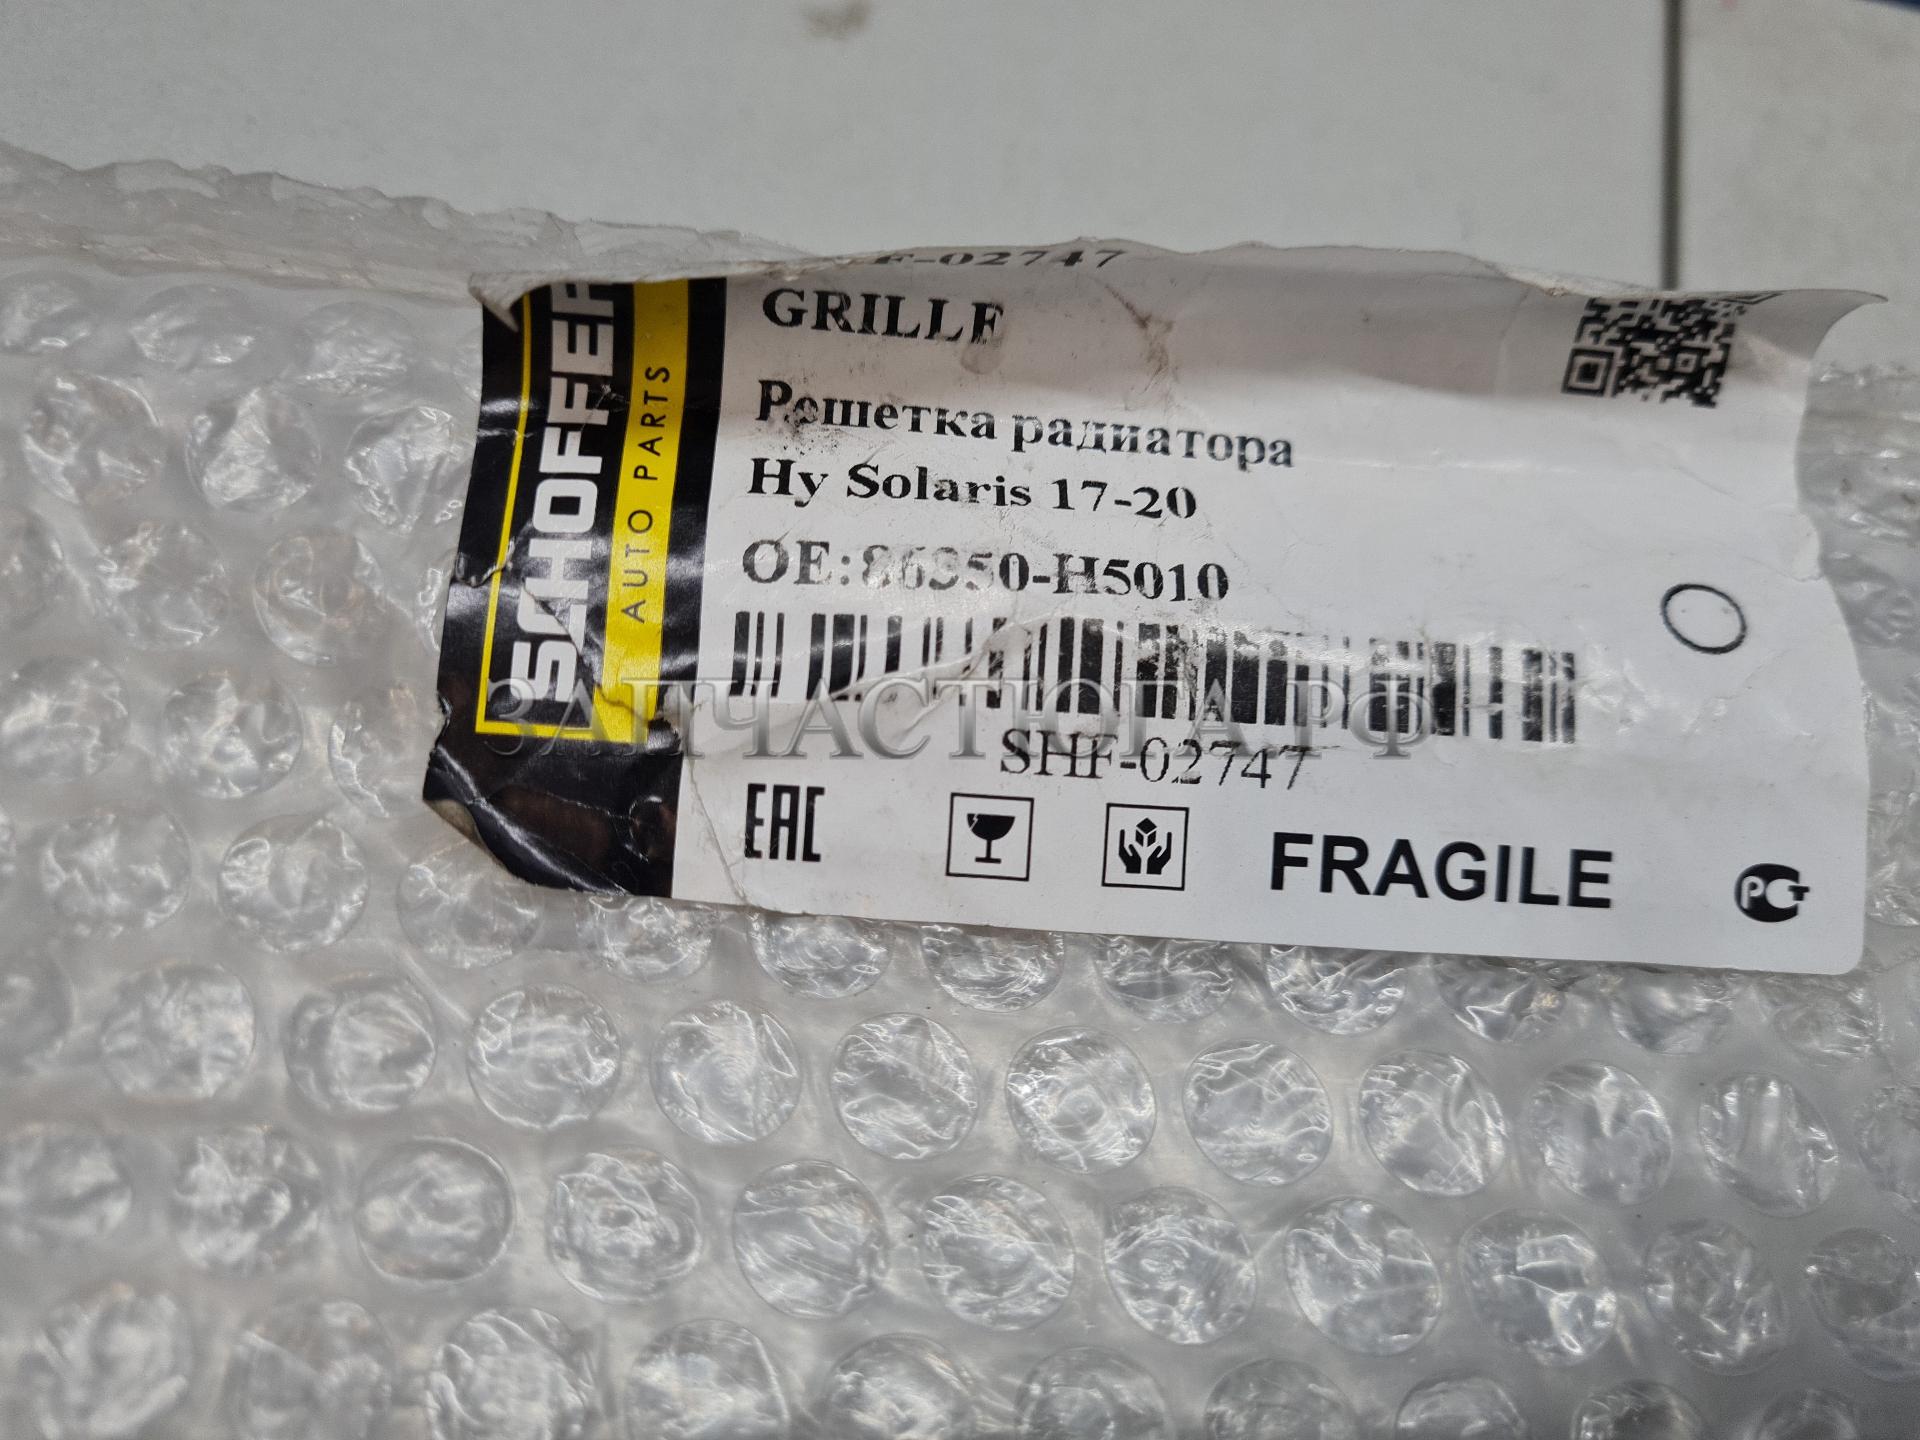 F-02747
GRILLE
Решетка радиатора
Hy Solaris 17-20
OE:86350-H5010
SHF-02747
EAC
FRAGILE
РСТ
SCHOFFER
AUTO PARTS
ЗАПЧАСТЮГА.РФ